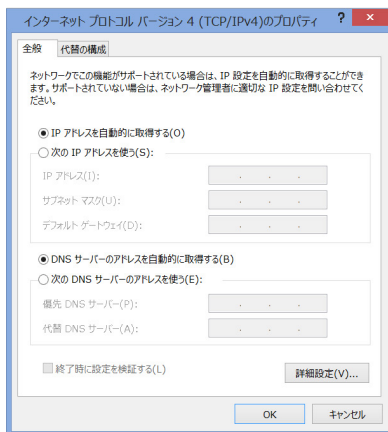 インターネット プロトコル バージョン 4 (TCP/IPv4)のプロパティ
全般
代替の構成
ネットワークでこの機能がサポートされている場合は、IP 設定を自動的に取得することができ
ます。サポートされていない場合は、ネットワーク管理者に適切な IP 設定を問い合わせてく
ださい。
IP アドレスを自動的に取得する(O)
次の IP アドレスを使う(S):
IP アドレス(I):
サブネット マスク(U):
デフォルト ゲートウェイ(D):
DNS サーバーのアドレスを自動的に取得する(B)
次の DNS サーバーのアドレスを使う(E):
優先 DNS サーバー(P):
代替 DNS サーバー(A):
終了時に設定を検証する(L)
詳細設定(V)...
OK
キャンセル